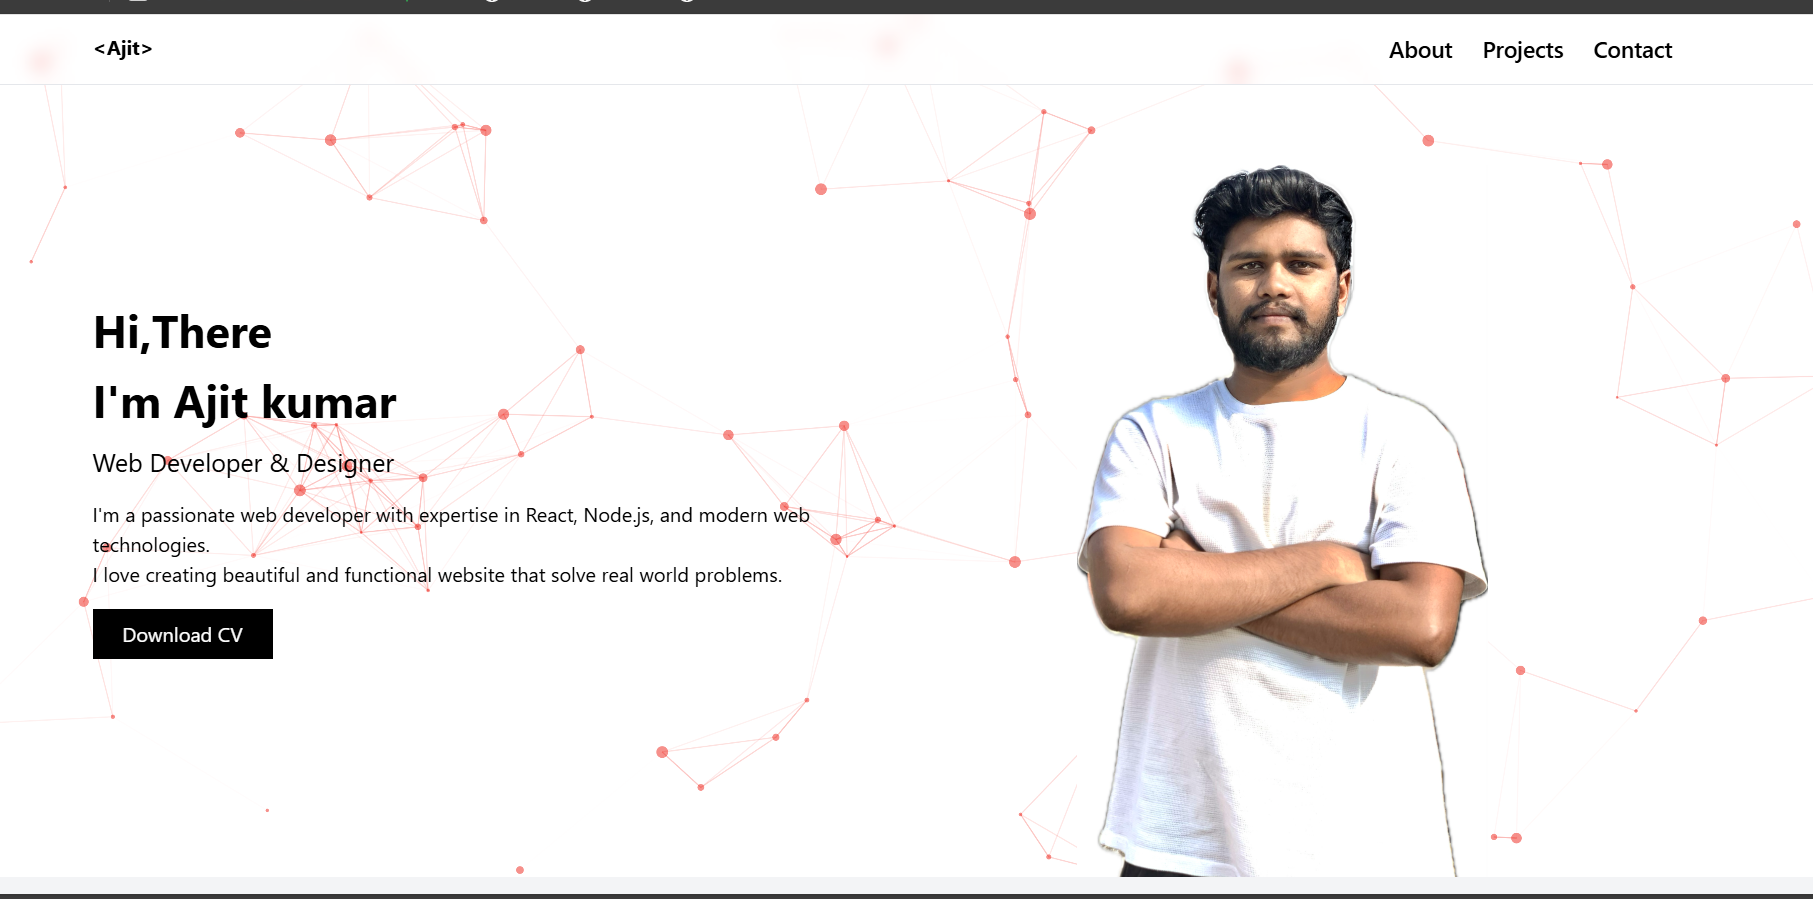 <Ajit>
About Projects Contact
Hi,There
I'm Ajit kumar
Web Developer & Designer
I'm a passionate web developer with expertise in React, Node.js, and modern web
technologies.
I love creating beautiful and functional website that solve real world problems.
Download CV